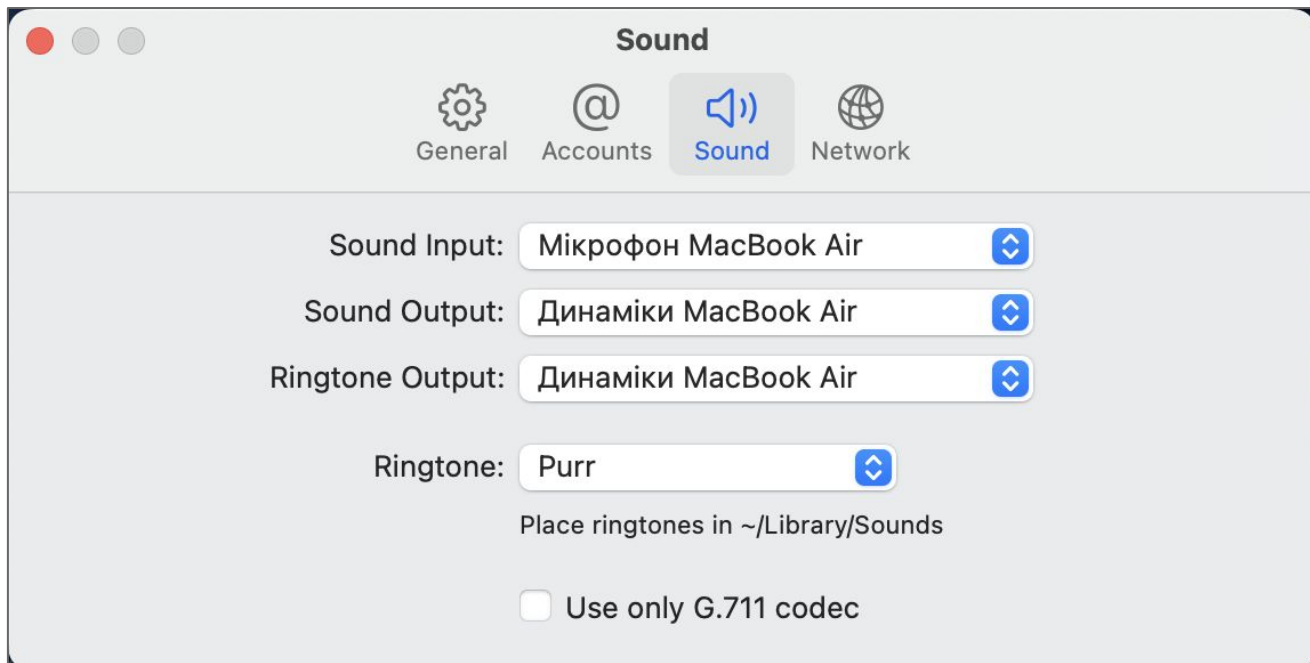 Sound
General Accounts Sound Network
Sound Input: Мікрофон MacBook Air
Sound Output: Динаміки MacBook Air
Ringtone Output: Динаміки MacBook Air
Ringtone: Purr
Place ringtones in ~/Library/Sounds
Use only G.711 codec